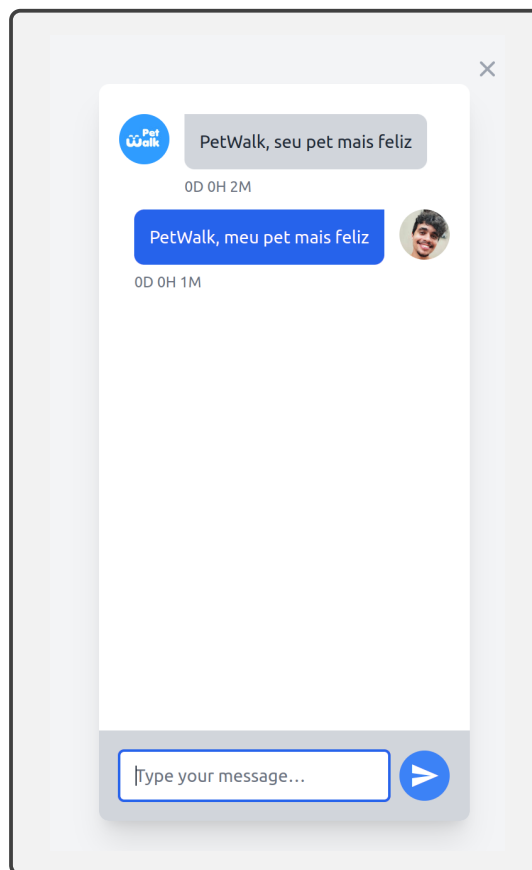 Pet
Walk
PetWalk, seu pet mais feliz
0D 0H 2M
PetWalk, meu pet mais feliz
0D 0H 1M
Type your message…